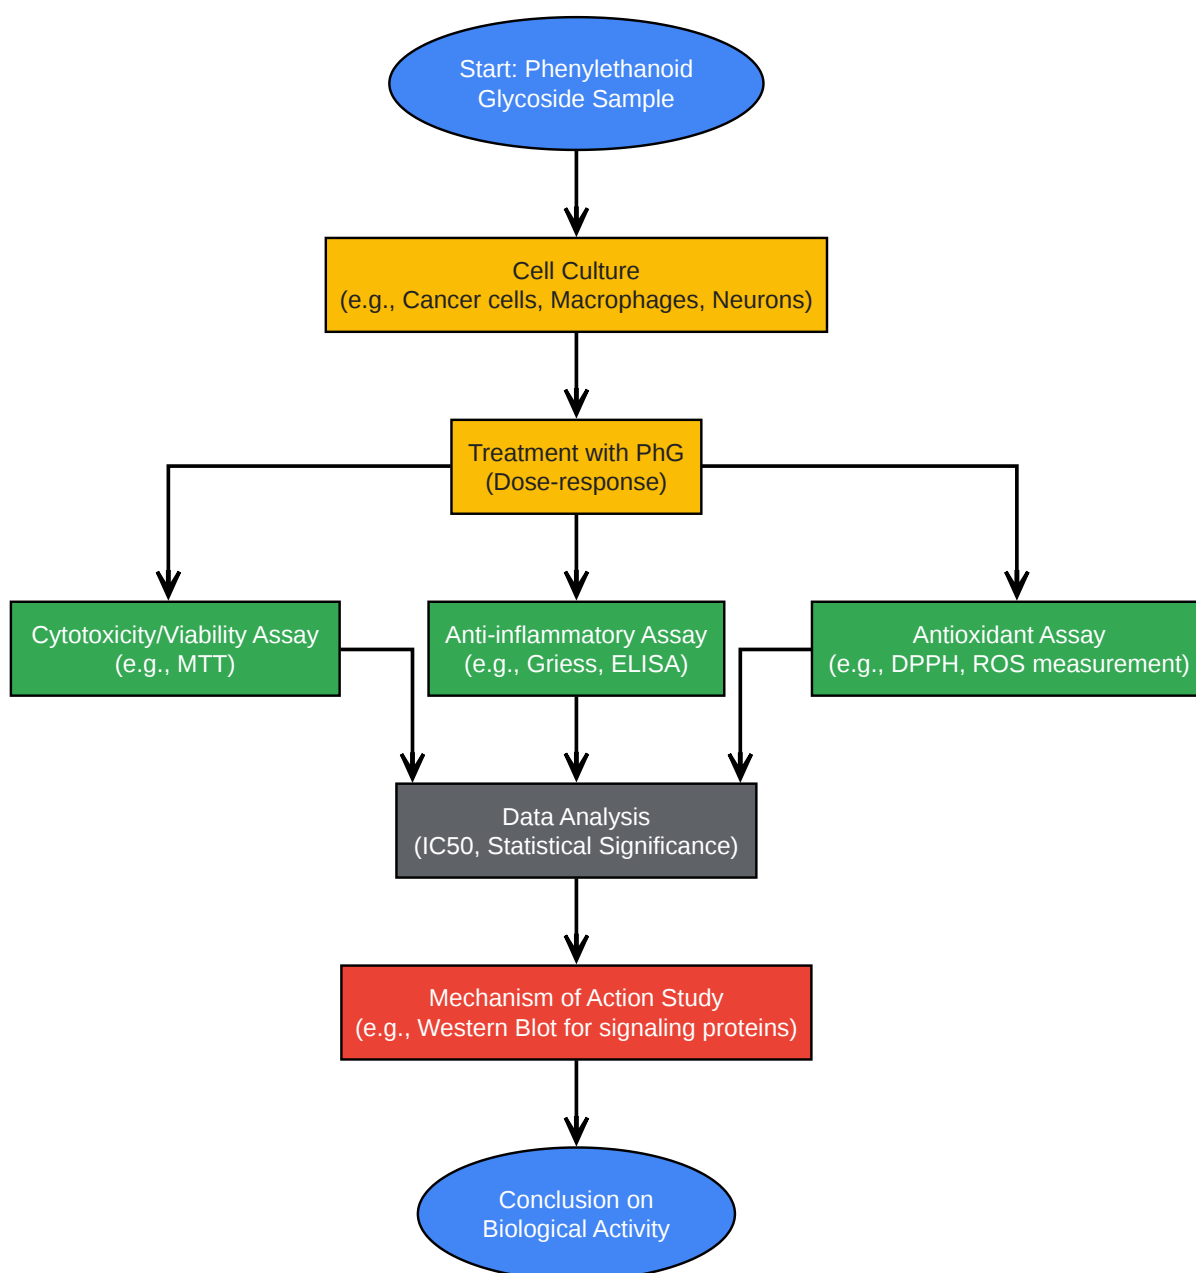 Start: Phenylethanoid
Glycoside Sample
Cell Culture
(e.g., Cancer cells, Macrophages, Neurons)
Treatment with PhG
(Dose-response)
Cytotoxicity/Viability Assay
(e.g., MTT)
Anti-inflammatory Assay
(e.g., Griess, ELISA)
Antioxidant Assay
(e.g., DPPH, ROS measurement)
Data Analysis
(IC50, Statistical Significance)
Mechanism of Action Study
(e.g., Western Blot for signaling proteins)
Conclusion on
Biological Activity